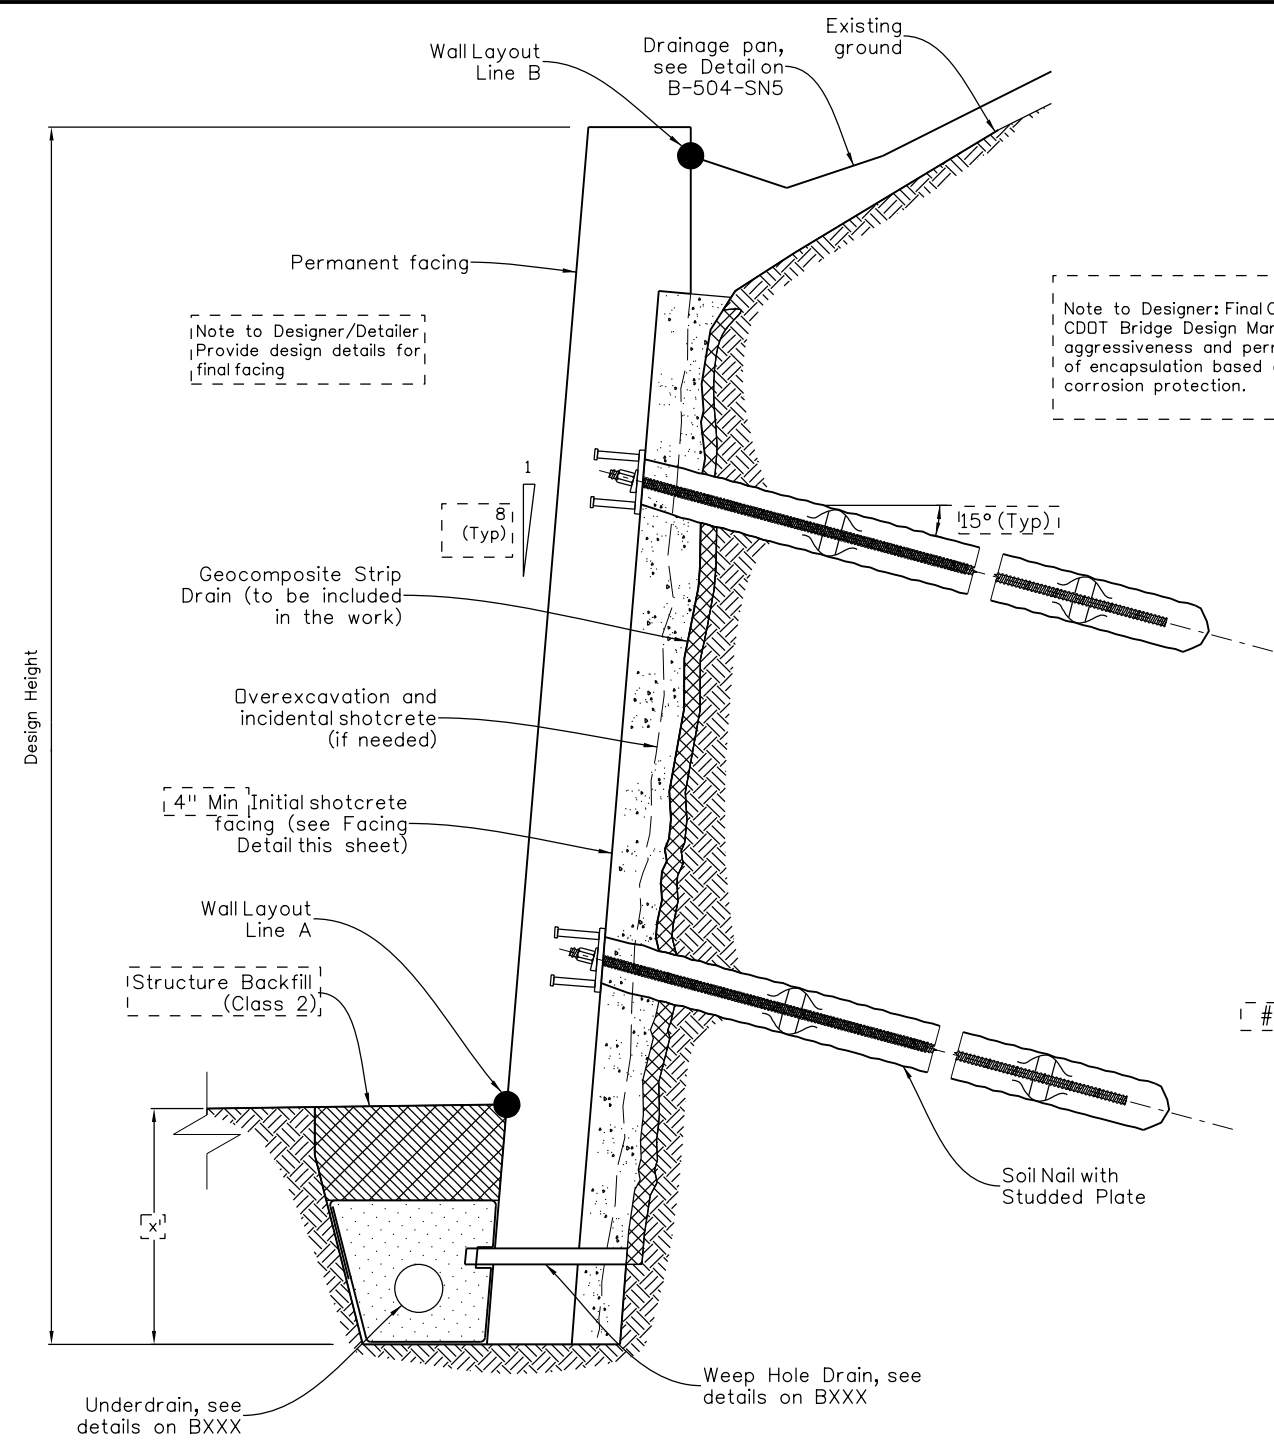 Existing
ground
Drainage pan,
see Detail on
B-504-SN5
Wall Layout
Line B
Permanent facing
Note to Designer/Detailer
Provide design details for
final facing
Note to Designer: Final
CDOT Bridge Design
aggressiveness and
of encapsulation based
corrosion protection.
1
8
(Typ)
15° (Typ)
Geocomposite Strip
Drain (to be included
in the work)
Design Height
Overexcavation and
incidental shotcrete
(if needed)
4" Min Initial shotcrete
facing (see Facing
Detail this sheet)
Wall Layout
Line A
Structure Backfill
(Class 2)
#
Soil Nail with
Studded Plate
x'
Weep Hole Drain, see
details on BXXX
Underdrain, see
details on BXXX